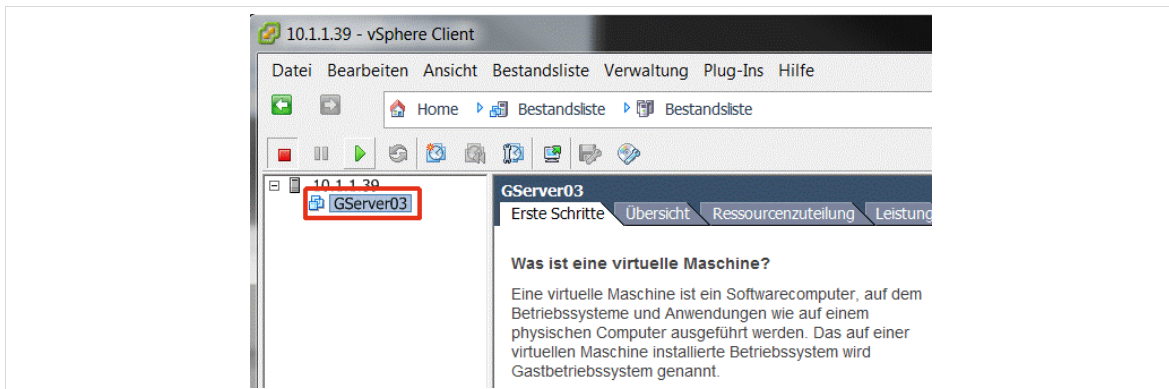 10.1.1.39 - vSphere Client
Datei Bearbeiten Ansicht Bestandsliste Verwaltung Plug-Ins Hilfe
Home Bestandsliste Bestandsliste
10.1.1.39
GServer03
GServer03
Erste Schritte Übersicht Ressourcenzuteilung Leistung
Was ist eine virtuelle Maschine?
Eine virtuelle Maschine ist ein Softwarecomputer, auf dem
Betriebssysteme und Anwendungen wie auf einem
physischen Computer ausgeführt werden. Das auf einer
virtuellen Maschine installierte Betriebssystem wird
Gastbetriebssystem genannt.